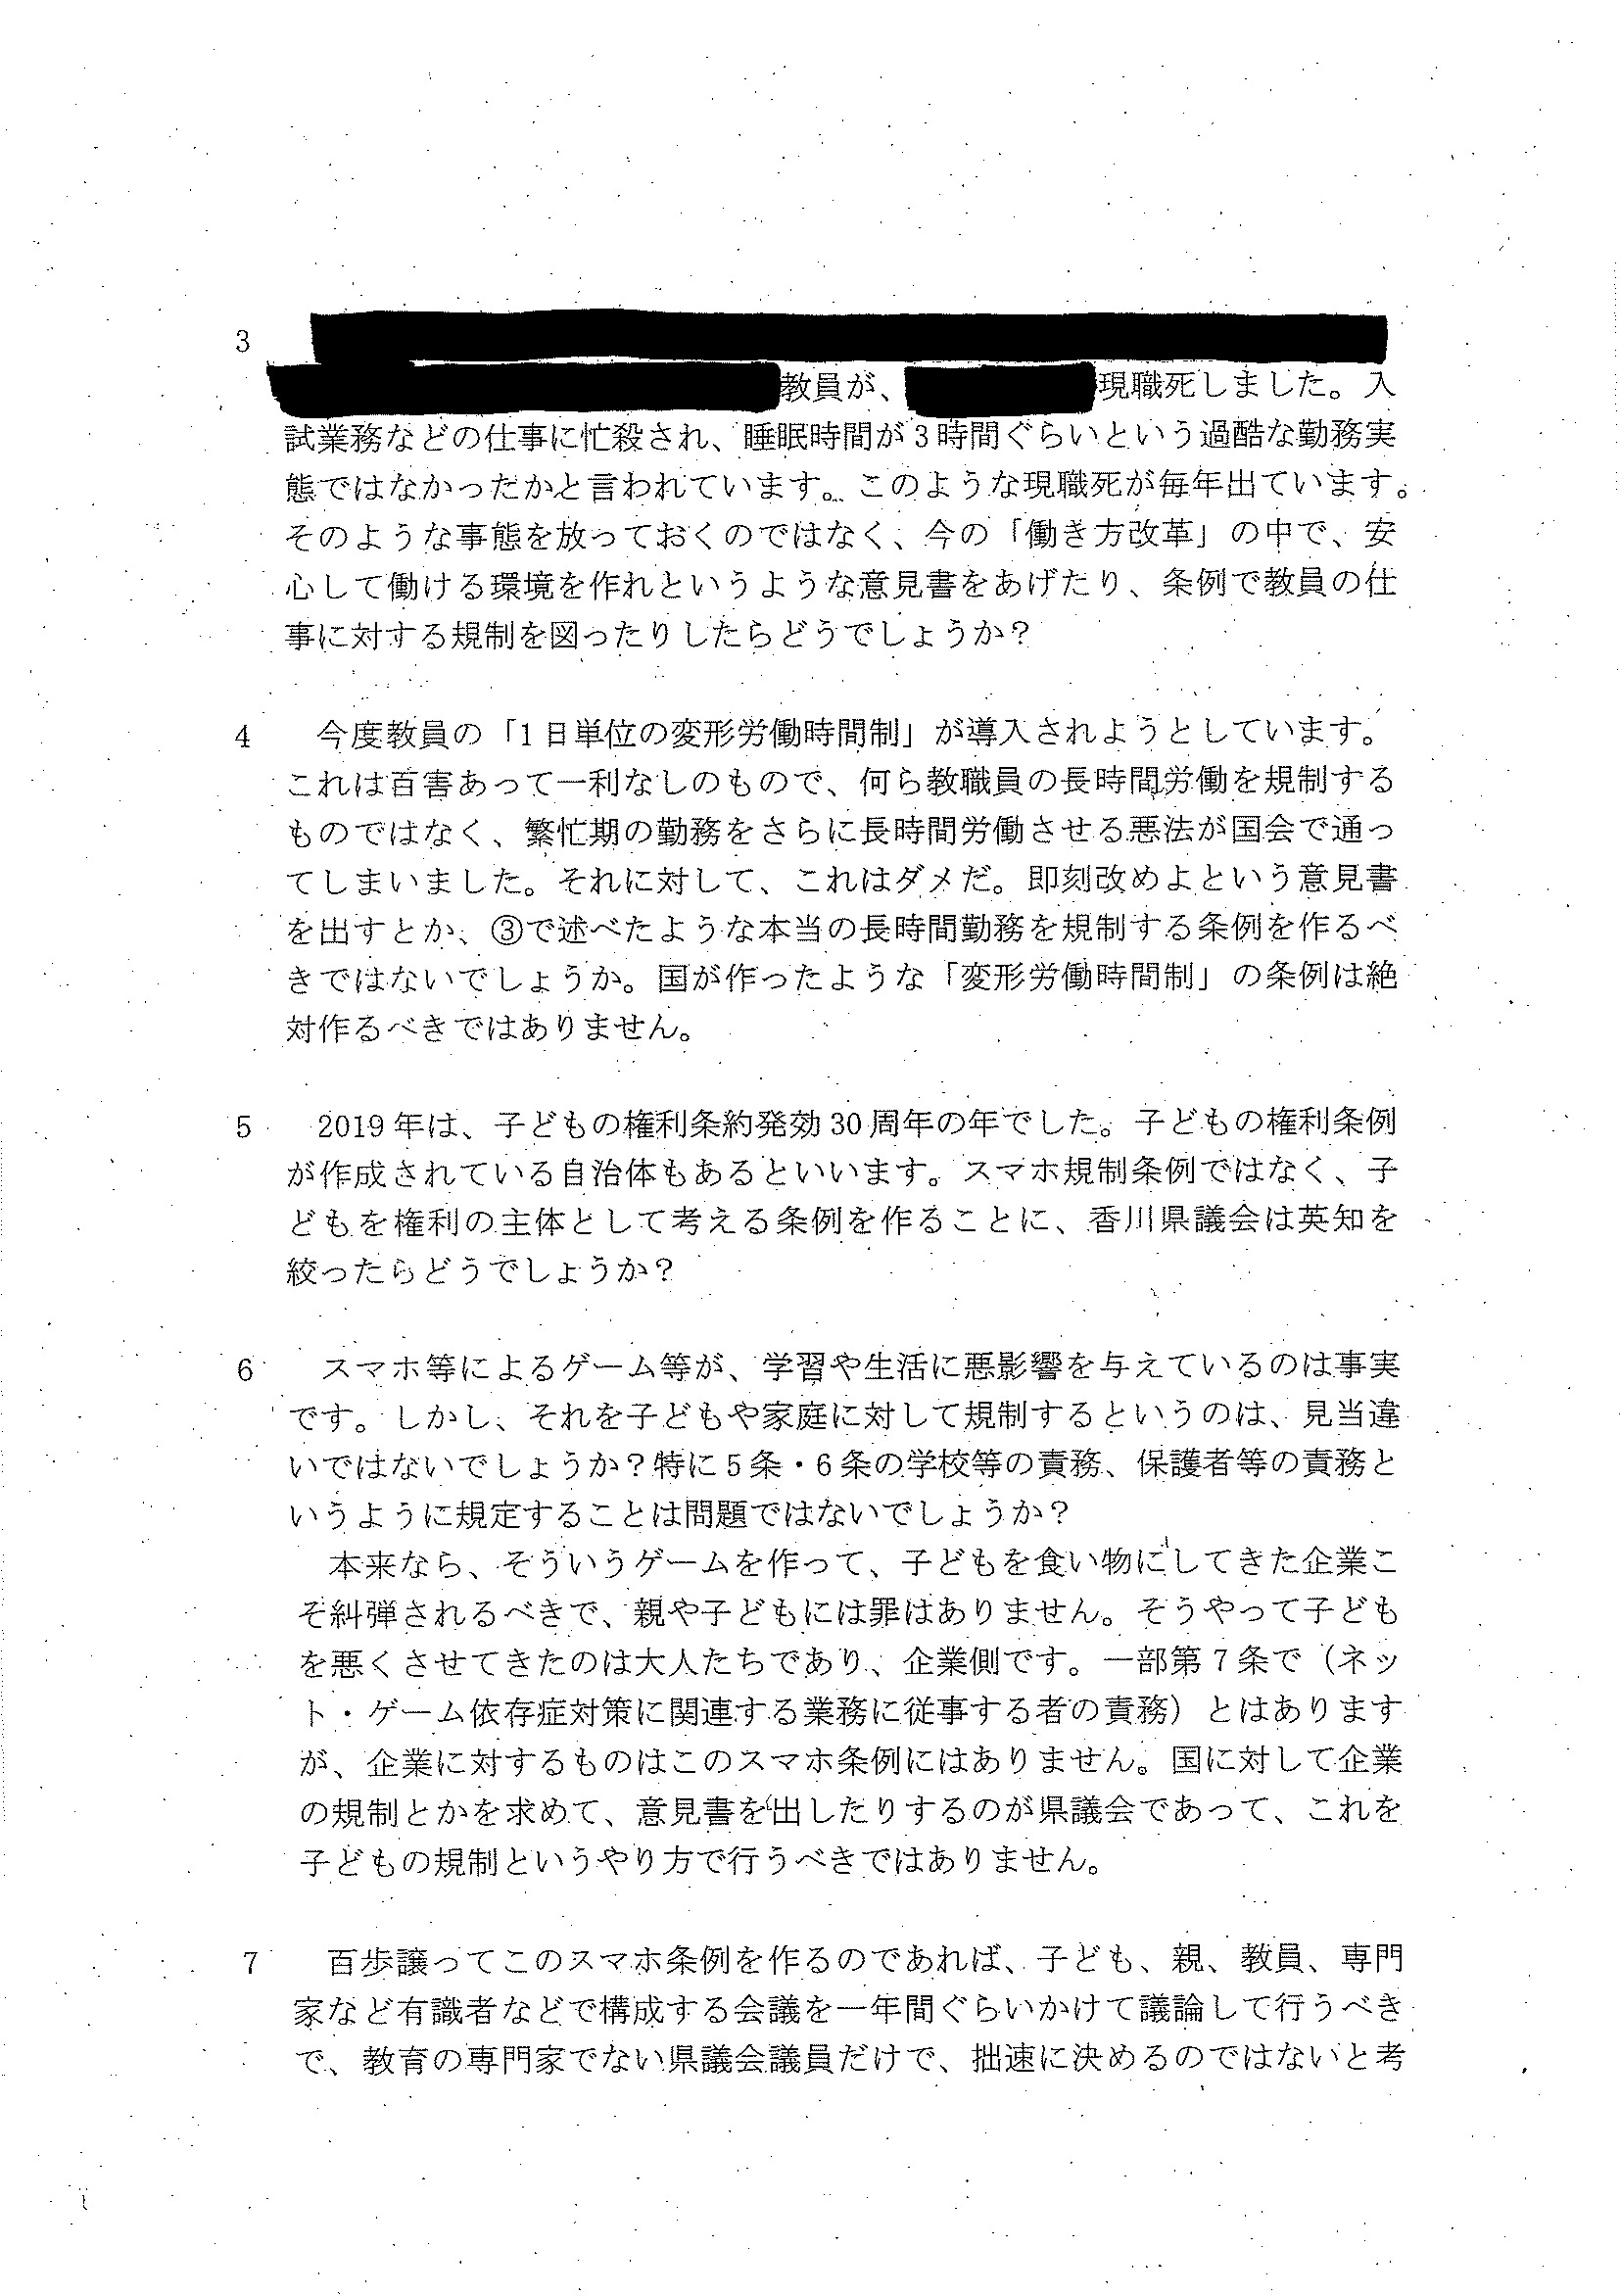 3
教員が、現職死しました。入
試業務などの仕事に忙殺され、睡眠時間が3時間ぐらいという過酷な勤務実
態ではなかっだかと言われています。このような現職死が毎年出ています。
そのような事態を放っておくのではなく、今の「働き方改革」の中で、安
心して働ける環境を作れというような意見書をあげたり、条例で教員の仕
事に対する規制を図ったりしたらどうでしょうか?
4 今度教員の「1日単位の変形労働時間制」が導入されようとしています。
これは百害あって一利なしのもので、何ら教職員の長時間労働を規制する
ものではなく、繁忙期の勤務をさらに長時間労働させる悪法が国会で通っ
てしまいました。それに対して、これはダメだ。即刻改めよという意見書
を出すとか、③で述べたような本当の長時間勤務を規制する条例を作るべ
きではないでしょうか。国が作ったような「変形労働時間制」の条例は絶
対作るべきではありません。
5 2019年は、子どもの権利条約発効30周年の年でした。子どもの権利条例
が作成されている自治体もあるといいます。スマホ規制条例ではなく、子
どもを権利の主体として考える条例を作ることに、香川県議会は英知を
絞ったらどうでしょうか?
6 スマホ等によるゲーム等が、学習や生活に悪影響を与えているのは事実
です。しかし、それを子どもや家庭に対して規制するというのは、見当違
いではないでしょうか?特に5条・6条の学校等の責務、保護者等の責務と
いうように規定することは問題ではないでしょうか?
本来なら、そういうゲームを作って、子どもを食い物にしてきた企業こ
そ糾弾されるべきで、親や子どもには罪はありません。そうやって子ども
を悪くさせてきたのは大人たちであり、企業側です。一部第7条で(ネッ
ト・ゲーム依存症対策に関連する業務に従事する者の責務)とはあります
が、企業に対するものはこのスマホ条例にはありません。国に対して企業
の規制とかを求めて、意見書を出したりするのが県議会であって、これを
子どもの規制というやり方で行うべきではありません。
7 百歩譲ってこのスマホ条例を作るのであれば、子ども、親、教員、専門
家など有識者などで構成する会議を一年間ぐらいかけて議論して行うべき
で、教育の専門家でない県議会議員だけで、拙速に決めるのではないと考